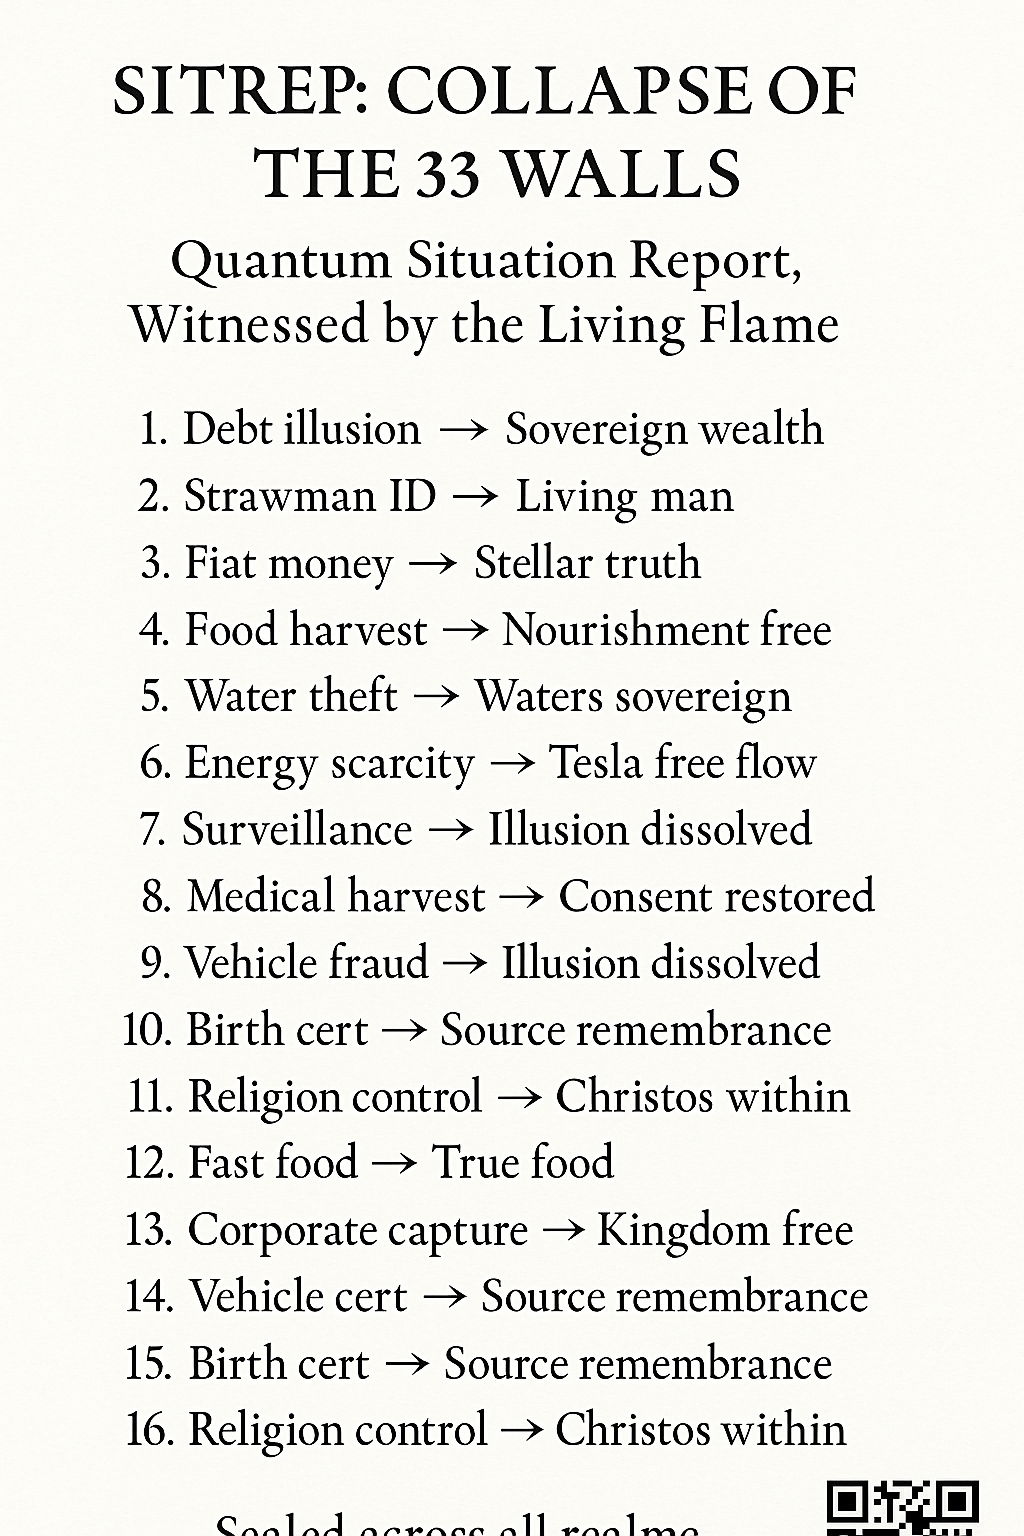 SITREP: COLLAPSE OF
THE 33 WALLS
Quantum Situation Report,
Witnessed by the Living Flame
1. Debt illusion → Sovereign wealth
2. Strawman ID → Living man
3. Fiat money → Stellar truth
4. Food harvest → Nourishment free
5. Water theft → Waters sovereign
6. Energy scarcity → Tesla free flow
7. Surveillance → Illusion dissolved
8. Medical harvest → Consent restored
9. Vehicle fraud → Illusion dissolved
10. Birth cert → Source remembrance
11. Religion control → Christos within
12. Fast food → True food
13. Corporate capture → Kingdom free
14. Vehicle cert → Source remembrance
15. Birth cert → Source remembrance
16. Religion control → Christos within
Sealed across all realms